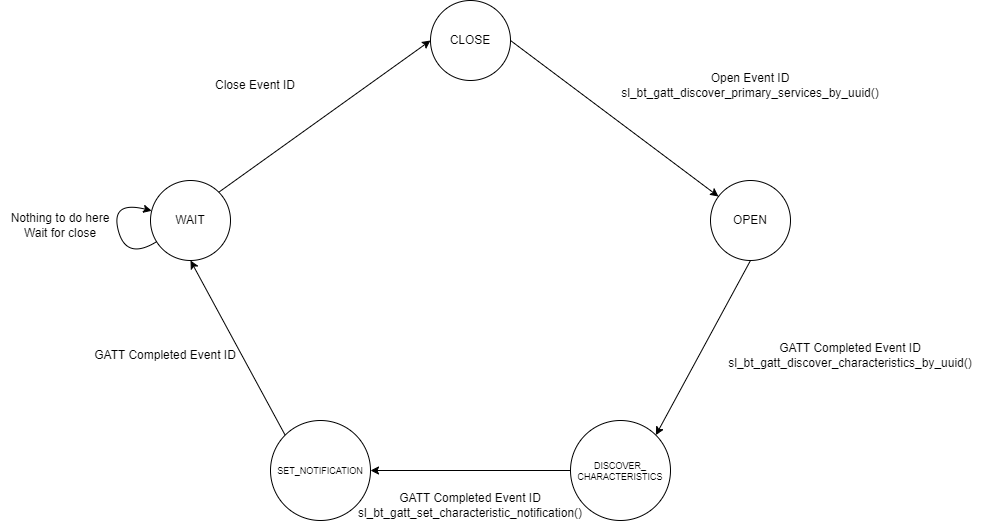 CLOSE
Close Event ID
Open Event ID
sl_bt_gatt_discover_primary_services_by_uuid()
Nothing to do here
Wait for close
WAIT
OPEN
GATT Completed Event ID
GATT Completed Event ID
sl_bt_gatt_discover_characteristics_by_uuid()
SET_NOTIFICATION
DISCOVER_
CHARACTERISTICS
GATT Completed Event ID
sl_bt_gatt_set_characteristic_notification()